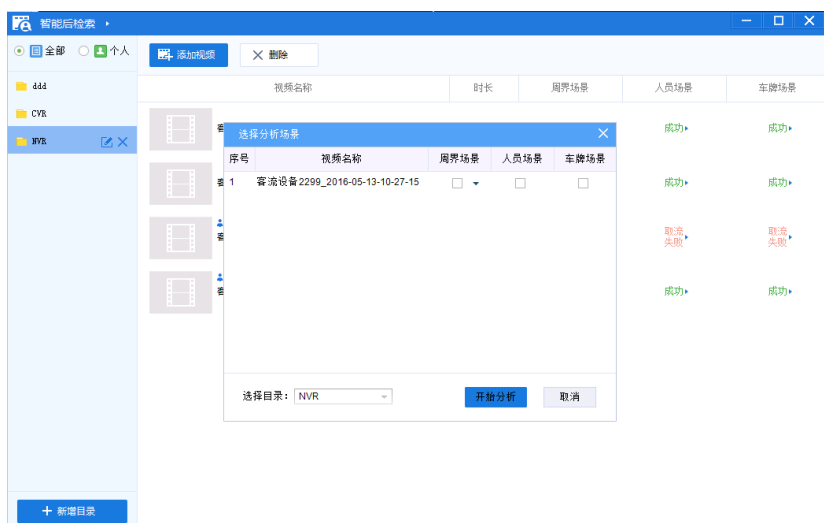 智能后检索
全部 个人
添加视频 删除
ddd
CVR
NVR
视频名称 时长 周界场景 人员场景 车牌场景
成功 成功
成功 成功
取流失败 取流失败
成功 成功
选择分析场景
序号 视频名称 周界场景 人员场景 车牌场景
1 客流设备2299_2016-05-13-10-27-15
选择目录： NVR 开始分析 取消
新增目录